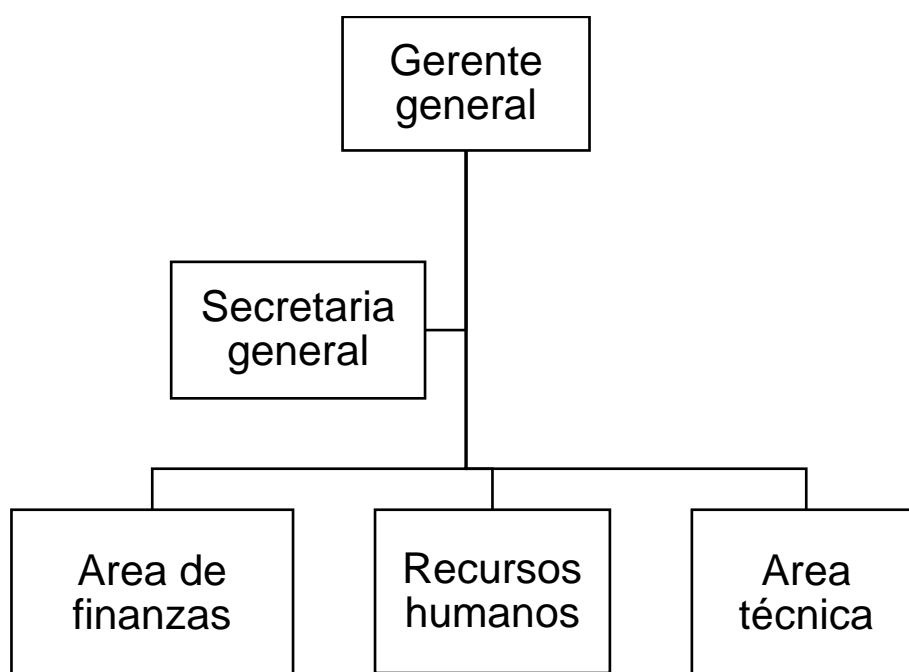 Gerente
general
Secretaria
general
Area de
finanzas
Recursos
humanos
Area
técnica